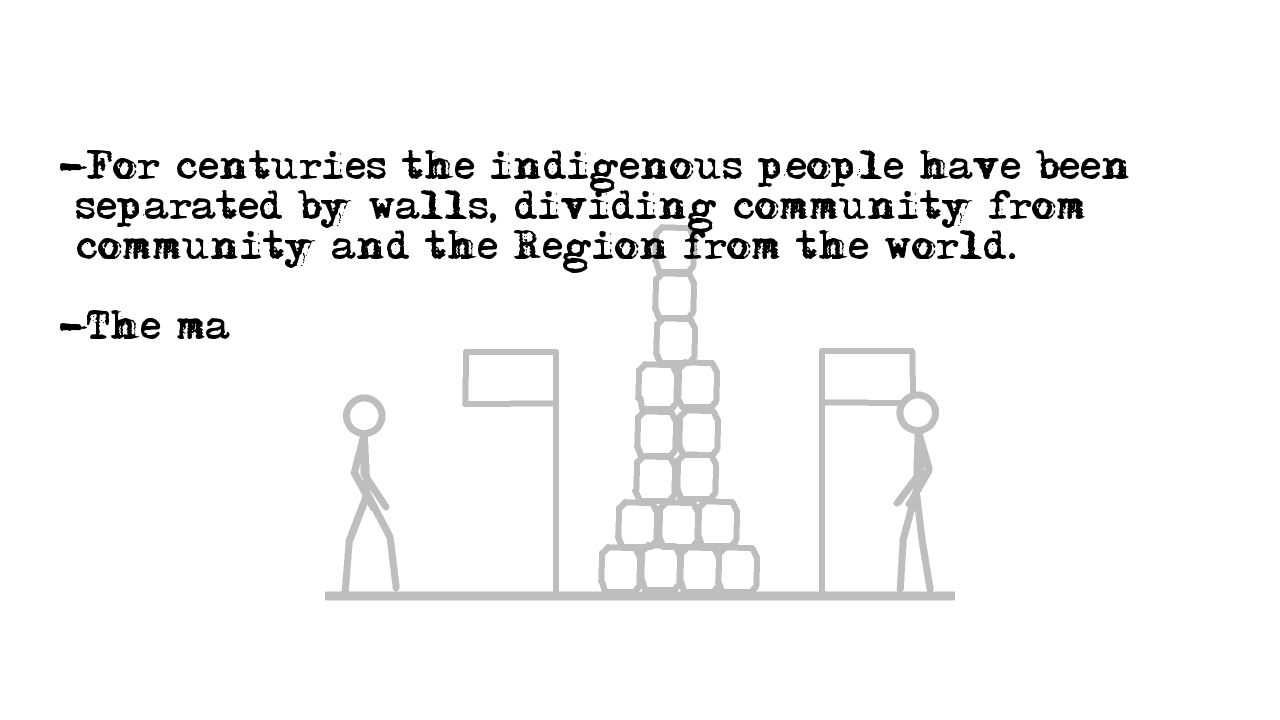 -For centuries the indigenous people have been
separated by walls, dividing community from
community and the Region from the world.
-The ma